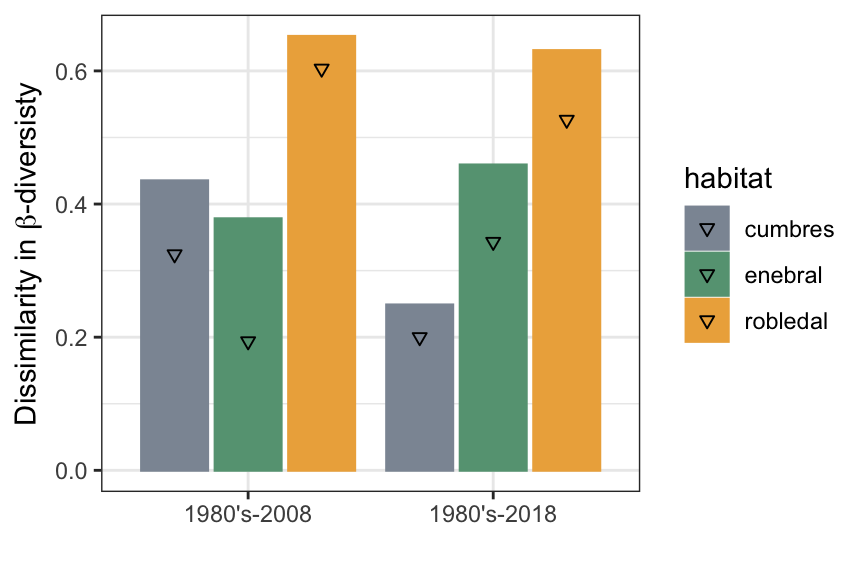 Dissimilarity in β-diversisty
0.6
0.4
0.2
0.0
1980's-2008
1980's-2018
habitat
cumbres
enebral
robledal